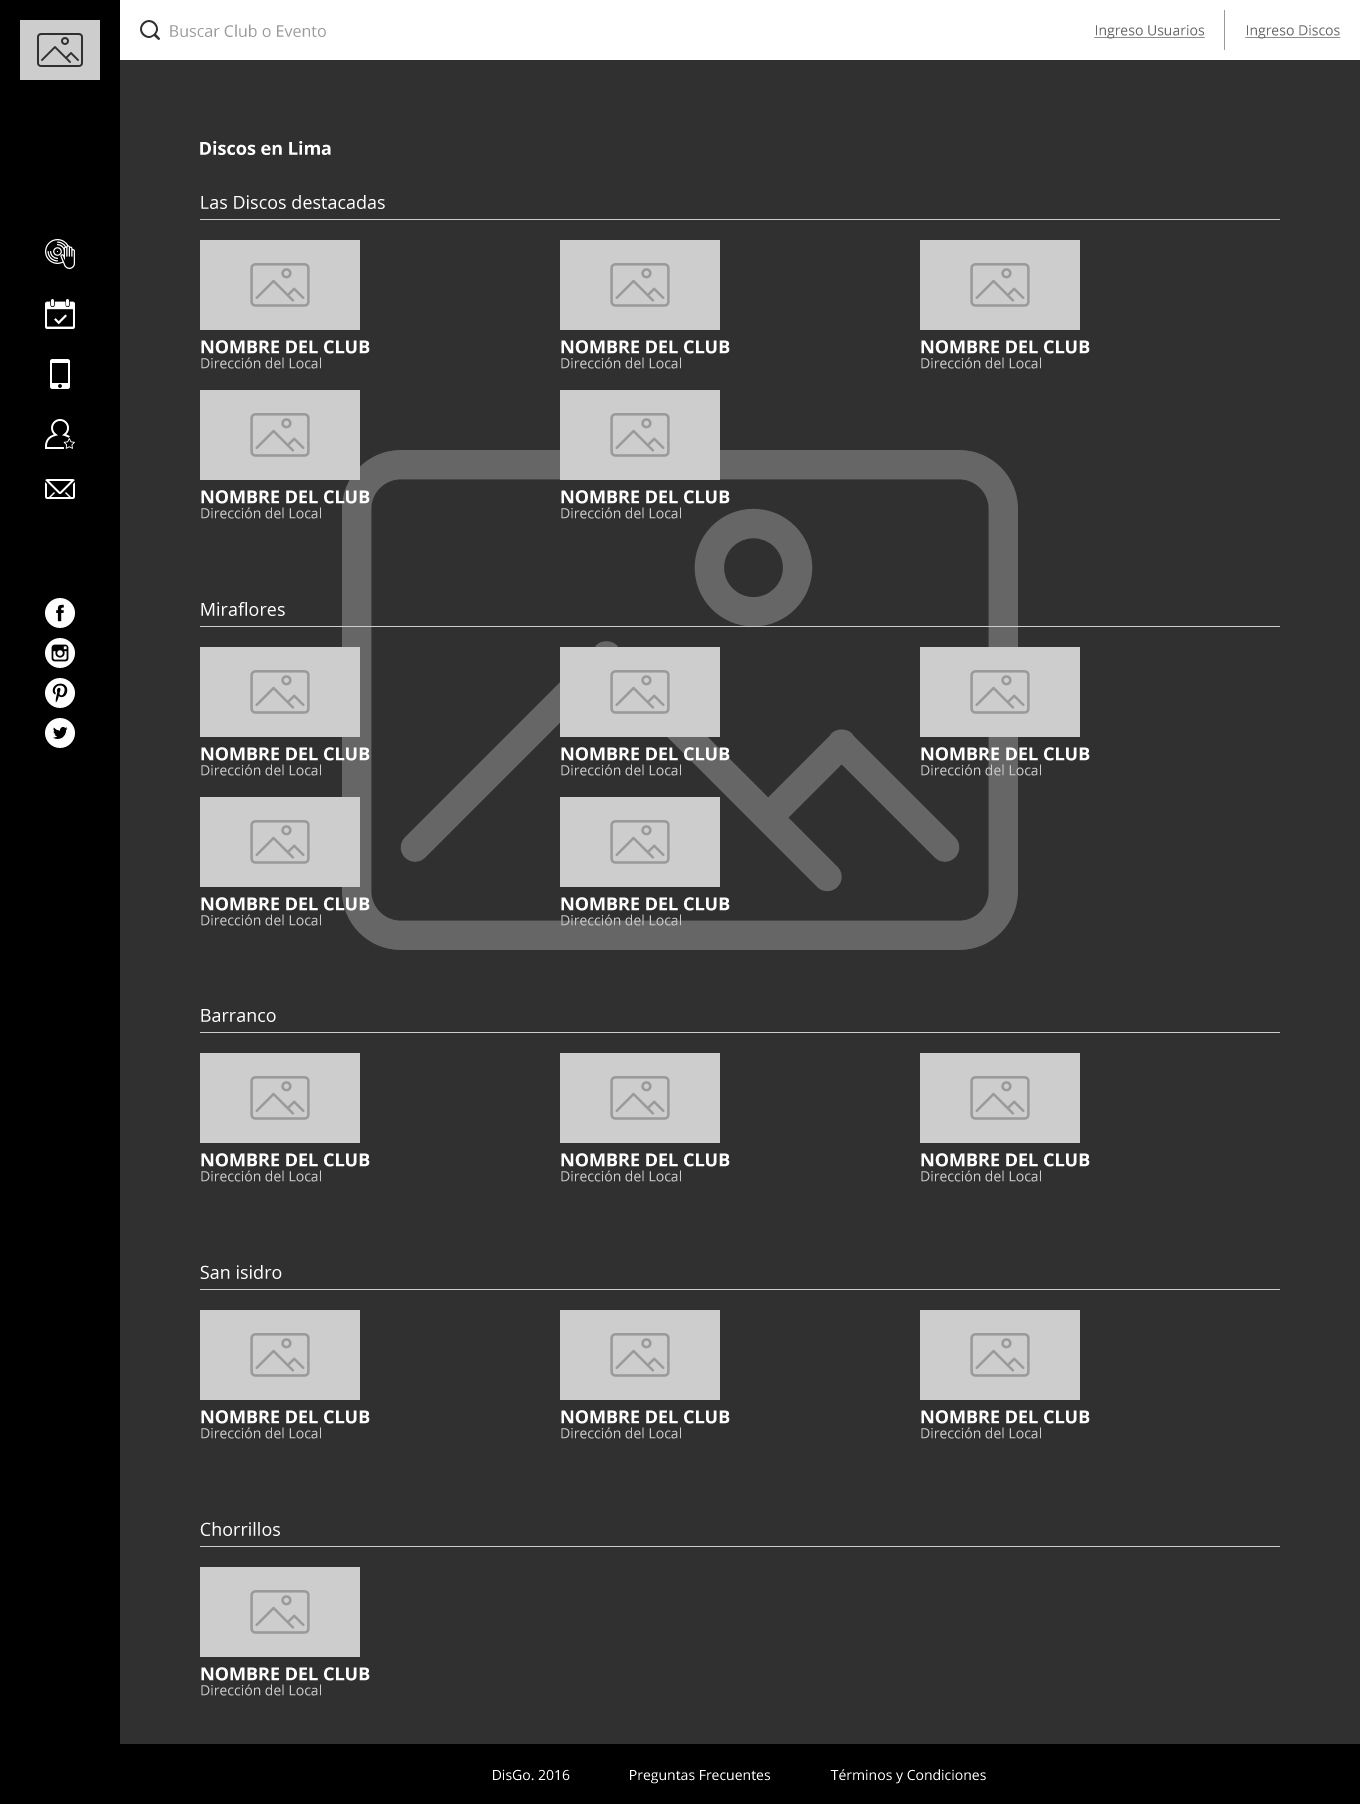 Buscar Club o Evento
Ingreso Usuarios
Ingreso Discos
Discos en Lima
Las Discos destacadas
NOMBRE DEL CLUB
Dirección del Local
NOMBRE DEL CLUB
Dirección del Local
NOMBRE DEL CLUB
Dirección del Local
NOMBRE DEL CLUB
Dirección del Local
NOMBRE DEL CLUB
Dirección del Local
Miraflores
NOMBRE DEL CLUB
Dirección del Local
NOMBRE DEL CLUB
Dirección del Local
NOMBRE DEL CLUB
Dirección del Local
NOMBRE DEL CLUB
Dirección del Local
NOMBRE DEL CLUB
Dirección del Local
Barranco
NOMBRE DEL CLUB
Dirección del Local
NOMBRE DEL CLUB
Dirección del Local
NOMBRE DEL CLUB
Dirección del Local
San isidro
NOMBRE DEL CLUB
Dirección del Local
NOMBRE DEL CLUB
Dirección del Local
NOMBRE DEL CLUB
Dirección del Local
Chorrillos
NOMBRE DEL CLUB
Dirección del Local
DisGo. 2016
Preguntas Frecuentes
Términos y Condiciones